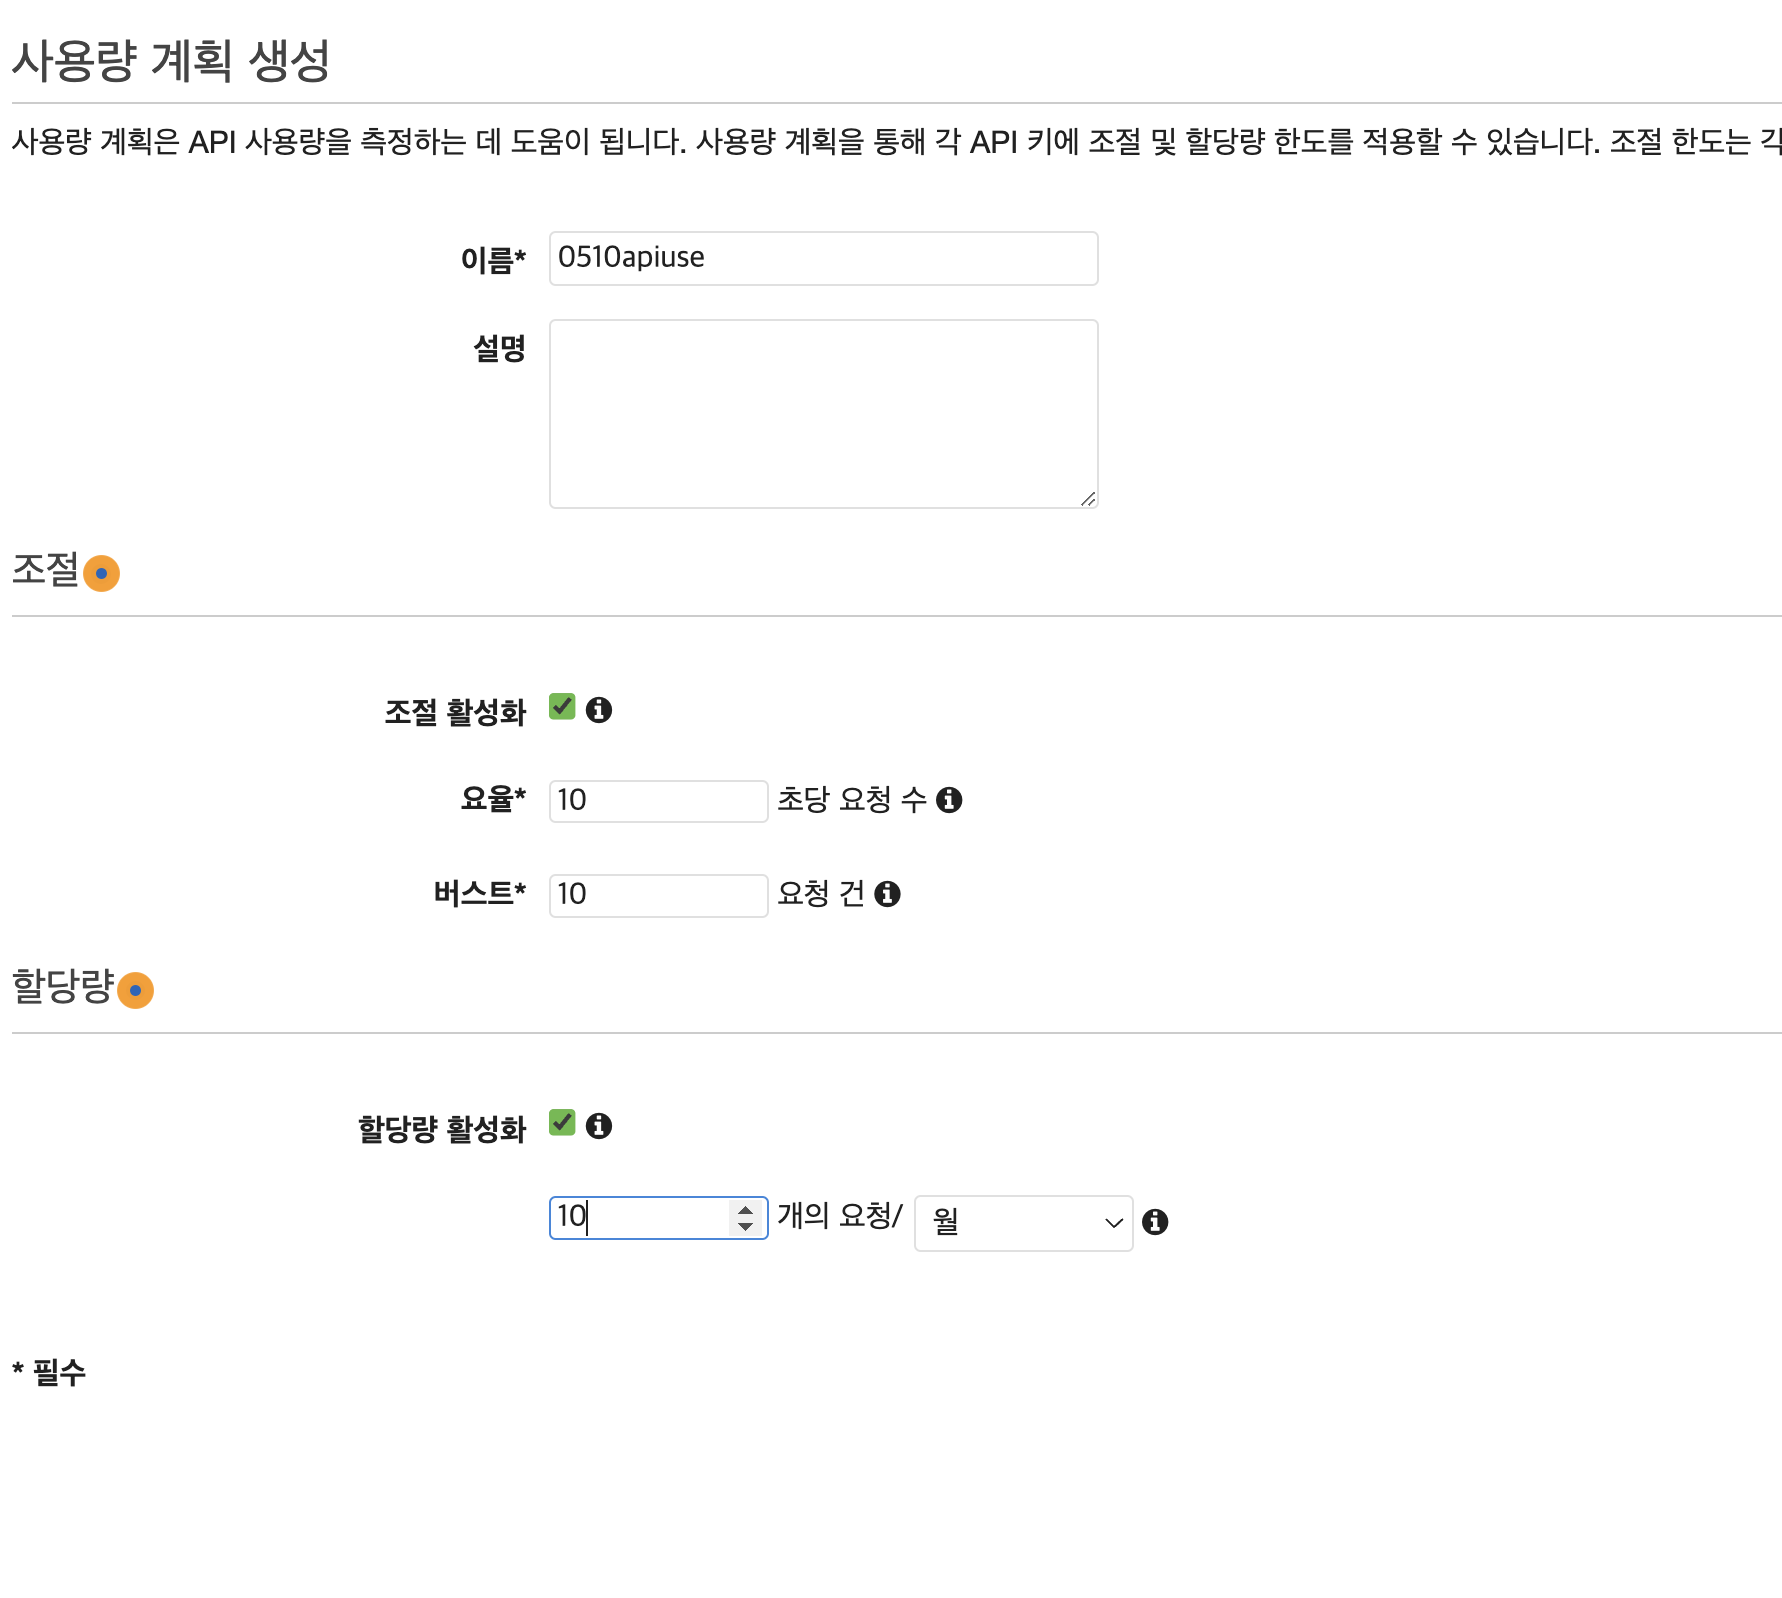 사용량 계획 생성
사용량 계획은 API 사용량을 측정하는 데 도움이 됩니다. 사용량 계획을 통해 각 API 키에 조절 및 할당량 한도를 적용할 수 있습니다. 조절 한도는 각
이름* 0510apiuse
설명
조절
조절 활성화
요율* 10 초당 요청 수
버스트* 10 요청 건
할당량
할당량 활성화
10 개의 요청/ 월
* 필수